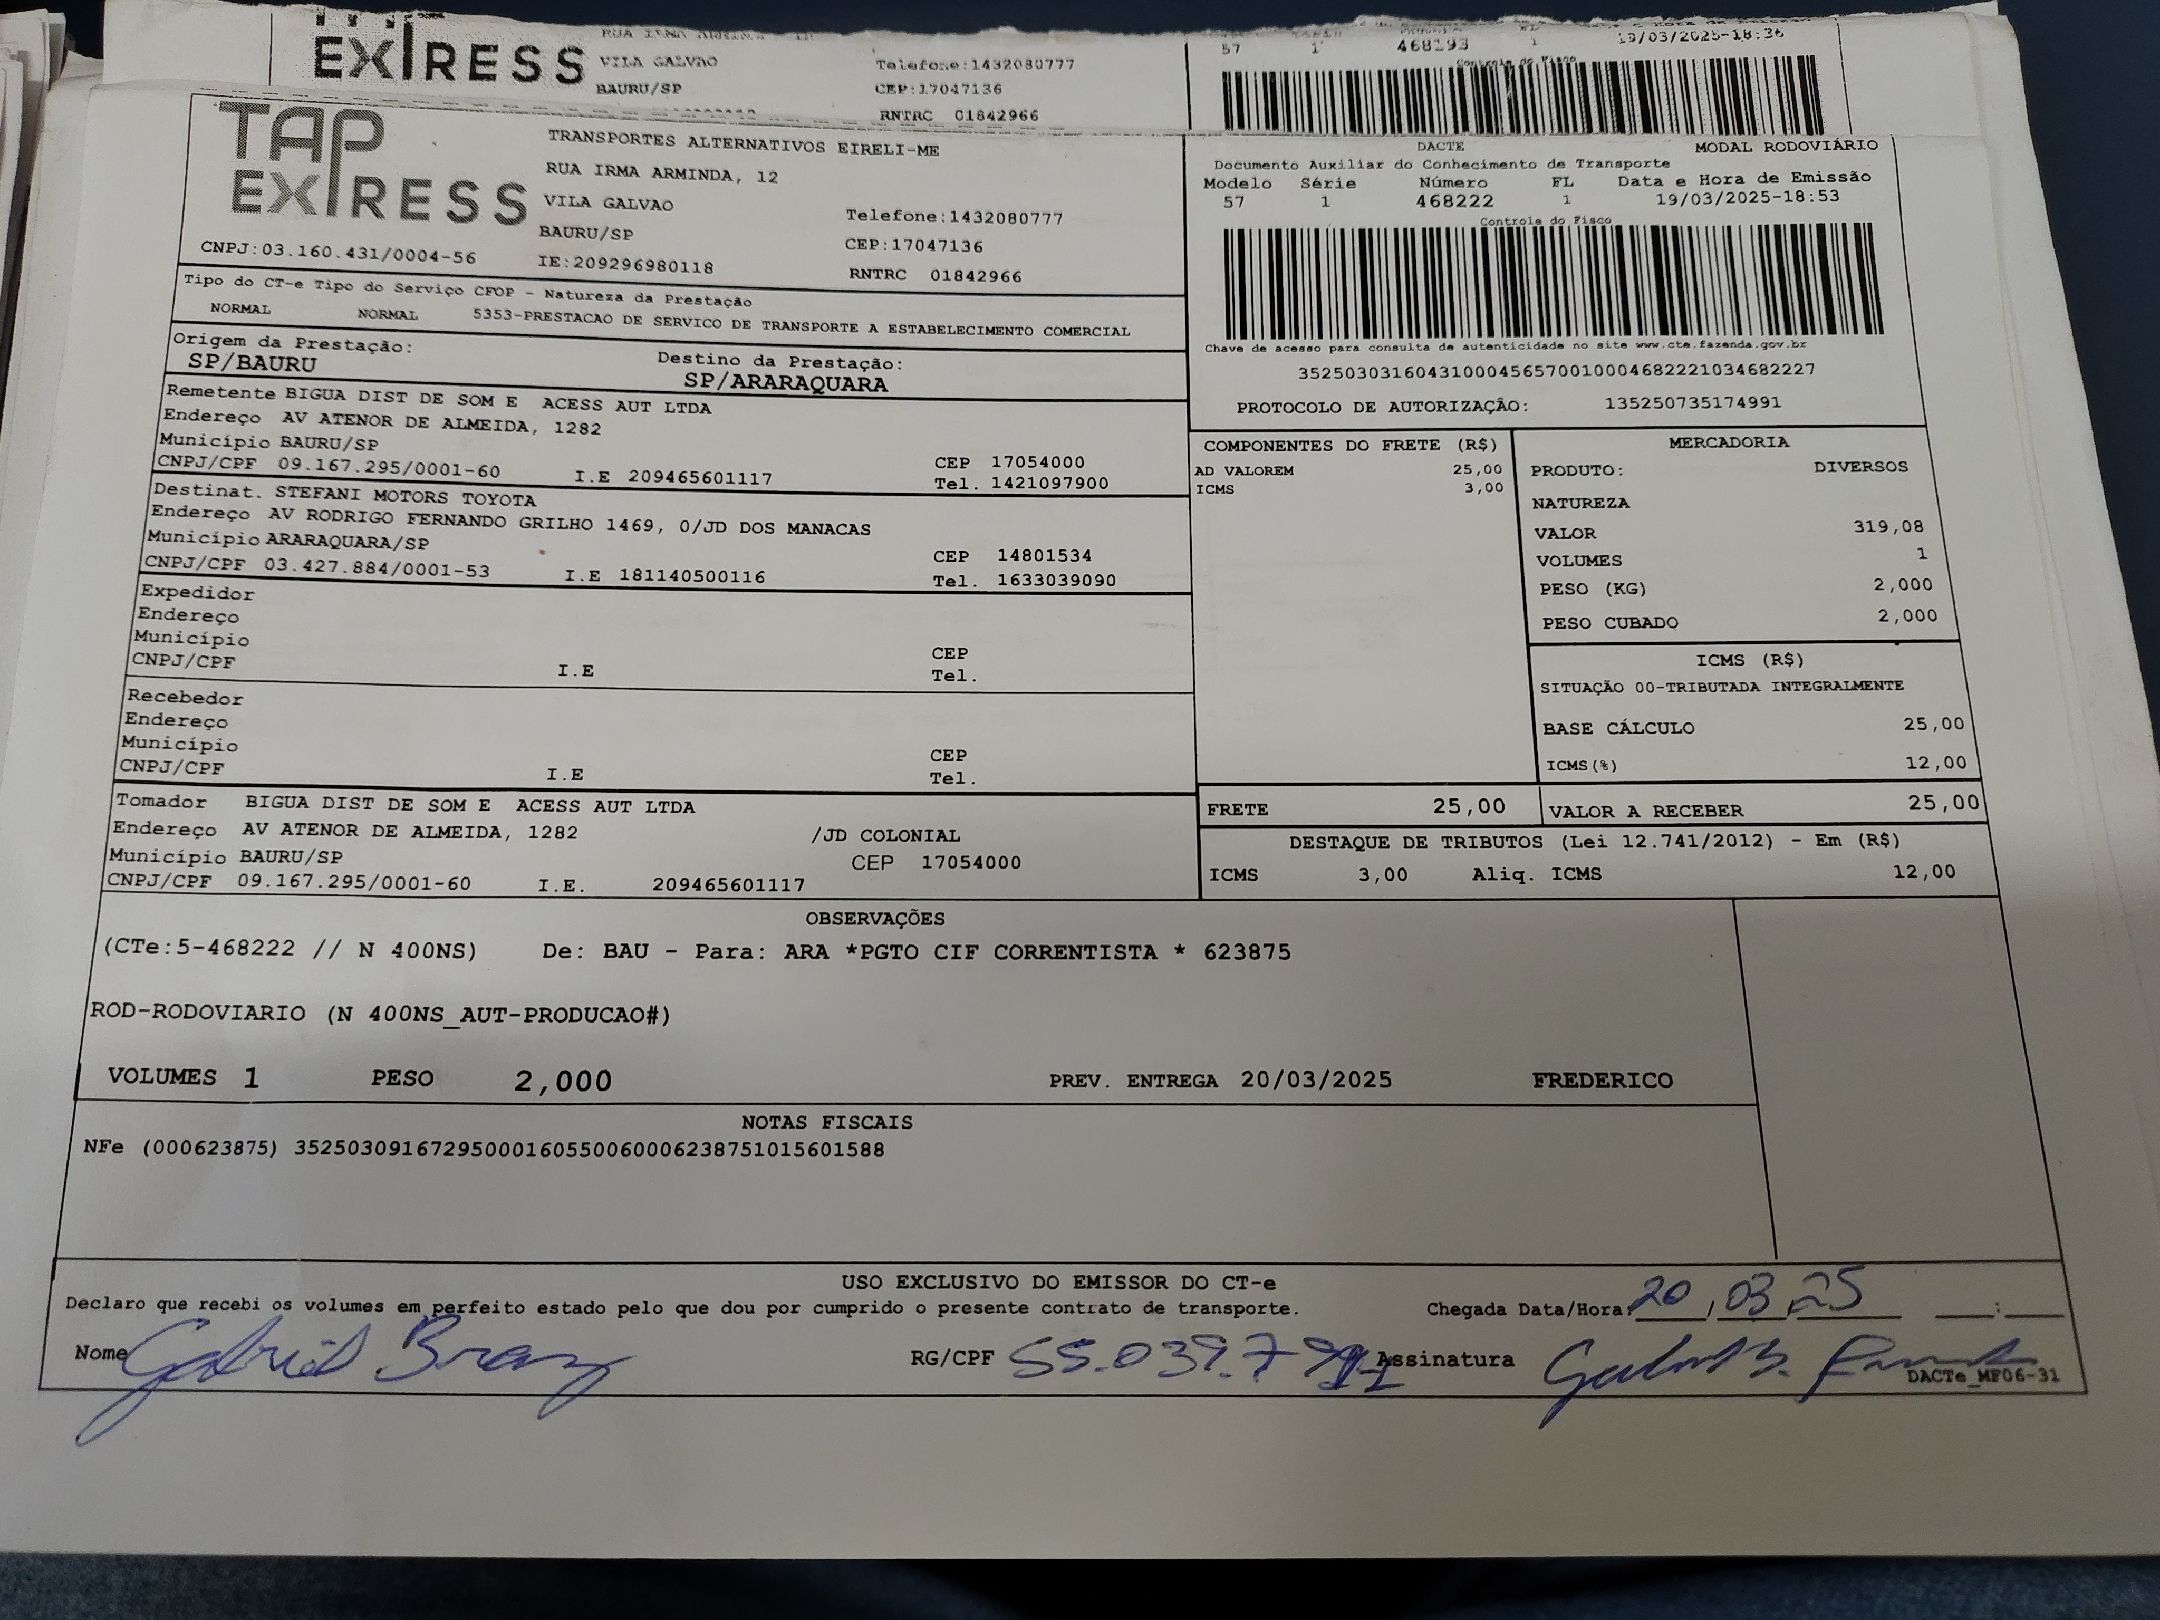 EXPRESS
VILA GALVAO
BAURU/SP
Telefone:1432080777
CEP:17047136
RNTRC 01842966
57 1 468193 1 19/03/2025-18:36
Controle do Fisco
TAP
EXPRESS
CNPJ:03.160.431/0004-56
TRANSPORTES ALTERNATIVOS EIRELI-ME
RUA IRMA ARMINDA, 12
VILA GALVAO
BAURU/SP
IE:209296980118
Telefone:1432080777
CEP:17047136
RNTRC 01842966
DACTE MODAL RODOVIÁRIO
Documento Auxiliar do Conhecimento de Transporte
Modelo Série Número FL Data e Hora de Emissão
57 1 468222 1 19/03/2025-18:53
Controle do Fisco
Chave de acesso para consulta de autenticidade no site www.cte.fazenda.gov.br
35250303160431000456570010004682221034682227
PROTOCOLO DE AUTORIZAÇÃO: 135250735174991
Tipo do CT-e Tipo do Serviço CFOP - Natureza da Prestação
NORMAL NORMAL 5353-PRESTACAO DE SERVICO DE TRANSPORTE A ESTABELECIMENTO COMERCIAL
Origem da Prestação: Destino da Prestação:
SP/BAURU SP/ARARAQUARA
Remetente BIGUA DIST DE SOM E ACESS AUT LTDA
Endereço AV ATENOR DE ALMEIDA, 1282
Município BAURU/SP CEP 17054000
CNPJ/CPF 09.167.295/0001-60 I.E 209465601117 Tel. 1421097900
Destinat. STEFANI MOTORS TOYOTA
Endereço AV RODRIGO FERNANDO GRILHO 1469, 0/JD DOS MANACAS
Município ARARAQUARA/SP CEP 14801534
CNPJ/CPF 03.427.884/0001-53 I.E 181140500116 Tel. 1633039090
Expedidor
Endereço
Município CEP
CNPJ/CPF I.E Tel.
Recebedor
Endereço
Município CEP
CNPJ/CPF I.E Tel.
Tomador BIGUA DIST DE SOM E ACESS AUT LTDA
Endereço AV ATENOR DE ALMEIDA, 1282 /JD COLONIAL
Município BAURU/SP CEP 17054000
CNPJ/CPF 09.167.295/0001-60 I.E. 209465601117
COMPONENTES DO FRETE (R$)
AD VALOREM 25,00
ICMS 3,00
MERCADORIA
PRODUTO: DIVERSOS
NATUREZA
VALOR 319,08
VOLUMES 1
PESO (KG) 2,000
PESO CUBADO 2,000
ICMS (R$)
SITUAÇÃO 00-TRIBUTADA INTEGRALMENTE
BASE CÁLCULO 25,00
ICMS(%) 12,00
FRETE 25,00 VALOR A RECEBER 25,00
DESTAQUE DE TRIBUTOS (Lei 12.741/2012) - Em (R$)
ICMS 3,00 Aliq. ICMS 12,00
OBSERVAÇÕES
(CTe:5-468222 // N 400NS) De: BAU - Para: ARA *PGTO CIF CORRENTISTA * 623875
ROD-RODOVIARIO (N 400NS_AUT-PRODUCAO#)
VOLUMES 1 PESO 2,000 PREV. ENTREGA 20/03/2025 FREDERICO
NOTAS FISCAIS
NFe (000623875) 35250309167295000160550060006238751015601588
USO EXCLUSIVO DO EMISSOR DO CT-e
Declaro que recebi os volumes em perfeito estado pelo que dou por cumprido o presente contrato de transporte. Chegada Data/Hora: 20/03/25 :
Nome Gabriel Braz RG/CPF Assinatura
DACTe_MF06-31